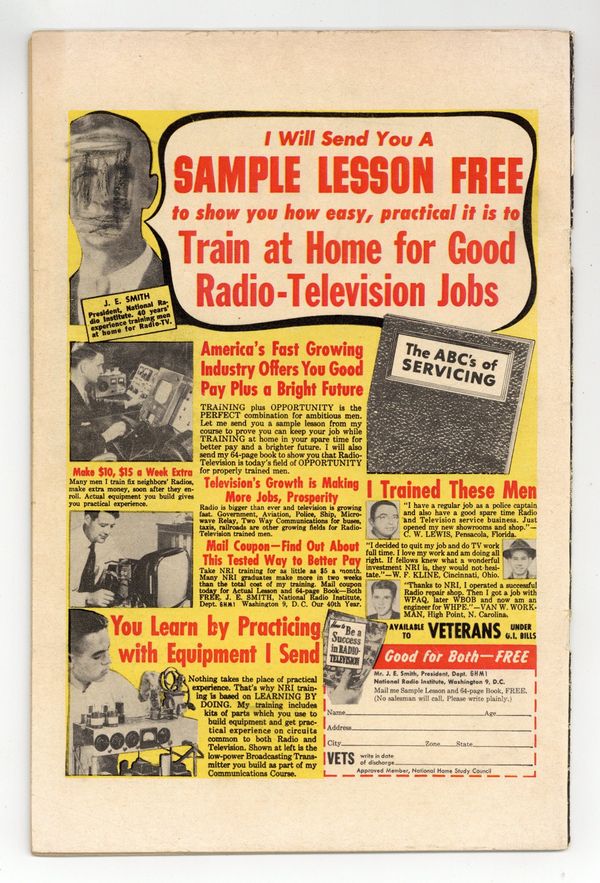 I Will Send You A
SAMPLE LESSON FREE
to show you how easy, practical it is to
Train at Home for Good
Radio-Television Jobs
J. E. SMITH
President, National Ra-
dio Institute. 40 years'
experience training men
at home for Radio-TV.
America's Fast Growing
Industry Offers You Good
Pay Plus a Bright Future
TRAINING plus OPPORTUNITY is the
PERFECT combination for ambitious men.
Let me send you a sample lesson from my
course to prove you can keep your job while
TRAINING at home in your spare time for
better pay and a brighter future. I will also
send my 64-page book to show you that Radio-
Television is today's field of OPPORTUNITY
for properly trained men.
The ABC's of
SERVICING
Make $10, $15 a Week Extra
Many men I train fix neighbors' Radios,
make extra money, soon after they en-
roll. Actual equipment you build gives
you practical experience.
Television's Growth is Making
More Jobs, Prosperity
Radio is bigger than ever and television is growing
fast. Government, Aviation, Police, Ship, Micro-
wave Relay, Two Way Communications for buses,
taxis, railroads are other growing fields for Radio-
Television trained men.
Mail Coupon—Find Out About
This Tested Way to Better Pay
Take NRI training for as little as $5 a month.
Many NRI graduates make more in two weeks
than the total cost of my training. Mail coupon
today for Actual Lesson and 64-page Book—Both
FREE, J. E. SMITH, National Radio Institute,
Dept. 6HM1 Washington 9, D.C. Our 40th Year.
I Trained These Men
"I have a regular job as a police captain
and also have a good spare time Radio
and Television service business. Just
opened my new showrooms and shop."—
C. W. LEWIS, Pensacola, Florida.
"I decided to quit my job and do TV work
full time. I love my work and am doing all
right. If fellows knew what a wonderful
investment NRI is, they would not hesi-
tate."—W. F. KLINE, Cincinnati, Ohio.
"Thanks to NRI, I operated a successful
Radio repair shop. Then I got a job with
WPAQ, later WBOB and now am an
engineer for WHPE."—VAN W. WORK-
MAN, High Point, N. Carolina.
AVAILABLE TO VETERANS UNDER G.I. BILLS
You Learn by Practicing
with Equipment I Send
Nothing takes the place of practical
experience. That's why NRI train-
ing is based on LEARNING BY
DOING. My training includes
kits of parts which you use to
build equipment and get prac-
tical experience on circuits
common to both Radio and
Television. Shown at left is the
low-power Broadcasting Trans-
mitter you build as part of my
Communications Course.
How to Be a
Success
in RADIO-
TELEVISION
Good for Both—FREE
Mr. J. E. Smith, President, Dept. 6HM1
National Radio Institute, Washington 9, D.C.
Mail me Sample Lesson and 64-page Book, FREE.
(No salesman will call. Please write plainly.)
Name Age
Address
City Zone State
VETS write in date
of discharge
Approved Member, National Home Study Council